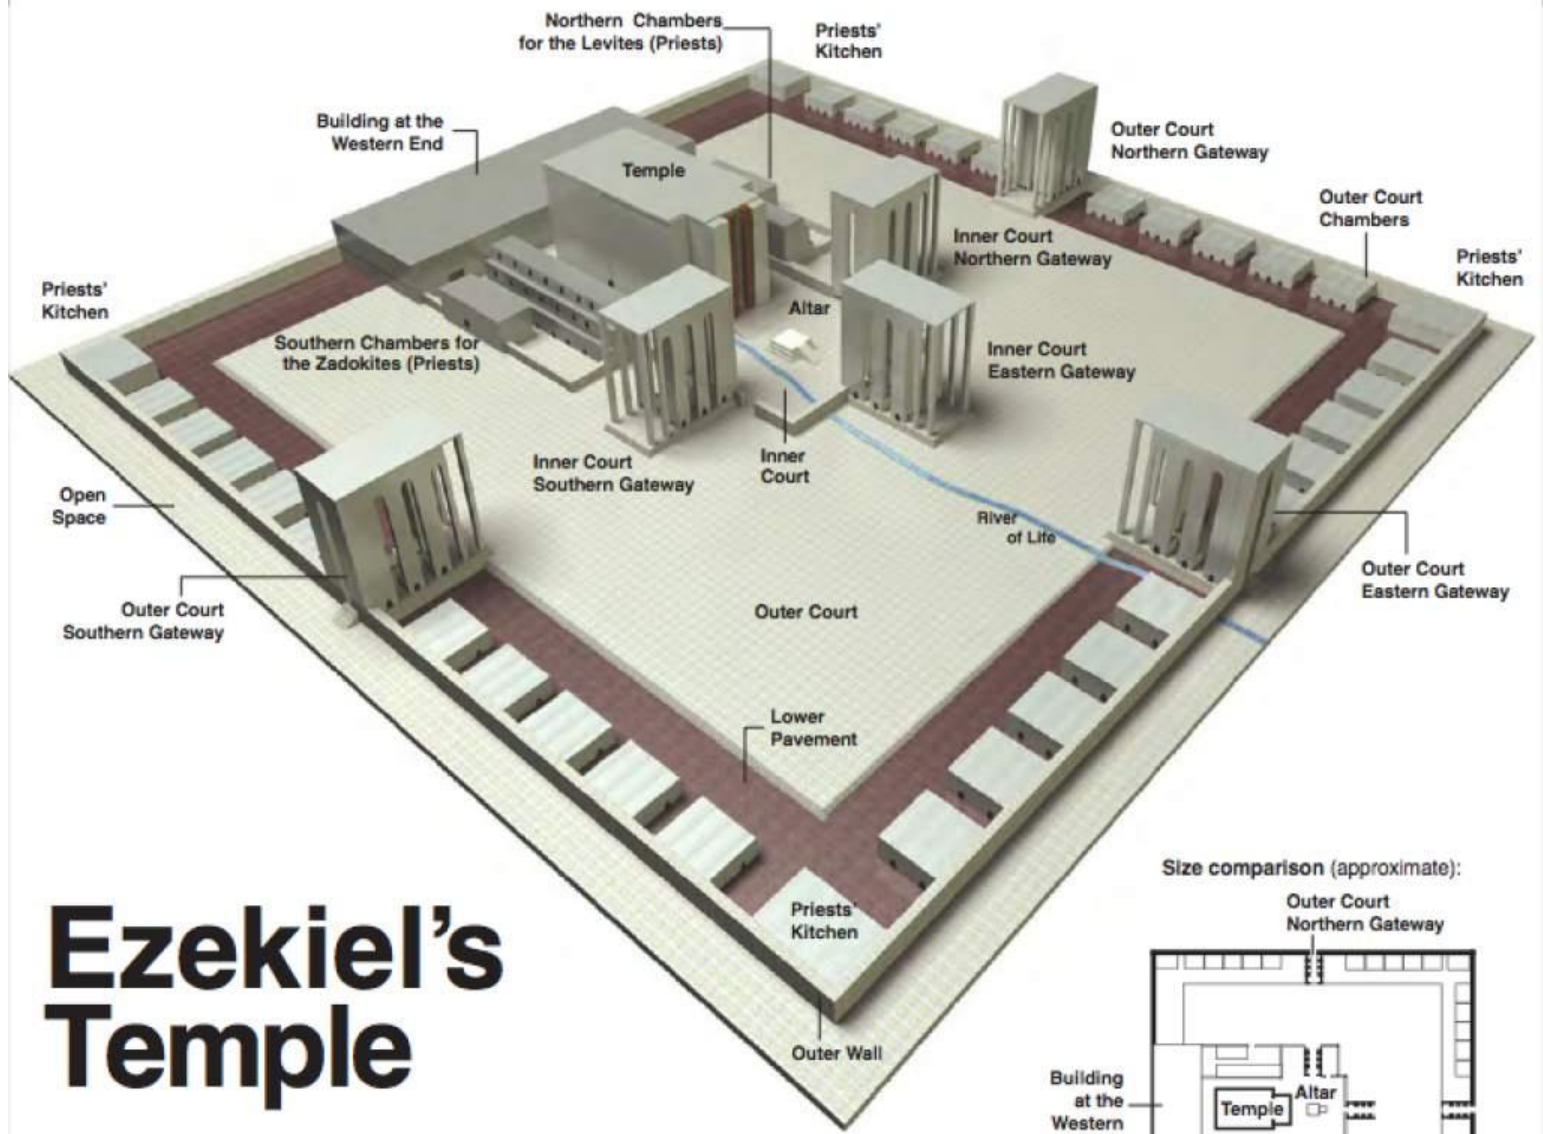 Northern Chambers
for the Levites (Priests)
Priests'
Kitchen
Building at the
Western End
Temple
Outer Court
Northern Gateway
Outer Court
Chambers
Inner Court
Northern Gateway
Priests'
Kitchen
Priests'
Kitchen
Altar
Southern Chambers for
the Zadokites (Priests)
Inner Court
Eastern Gateway
Inner Court
Southern Gateway
Inner
Court
Open
Space
River
of Life
Outer Court
Eastern Gateway
Outer Court
Southern Gateway
Outer Court
Lower
Pavement
Priests'
Kitchen
Outer Wall
Ezekiel's
Temple
Size comparison (approximate):
Outer Court
Northern Gateway
Building
at the
Western
Temple
Altar